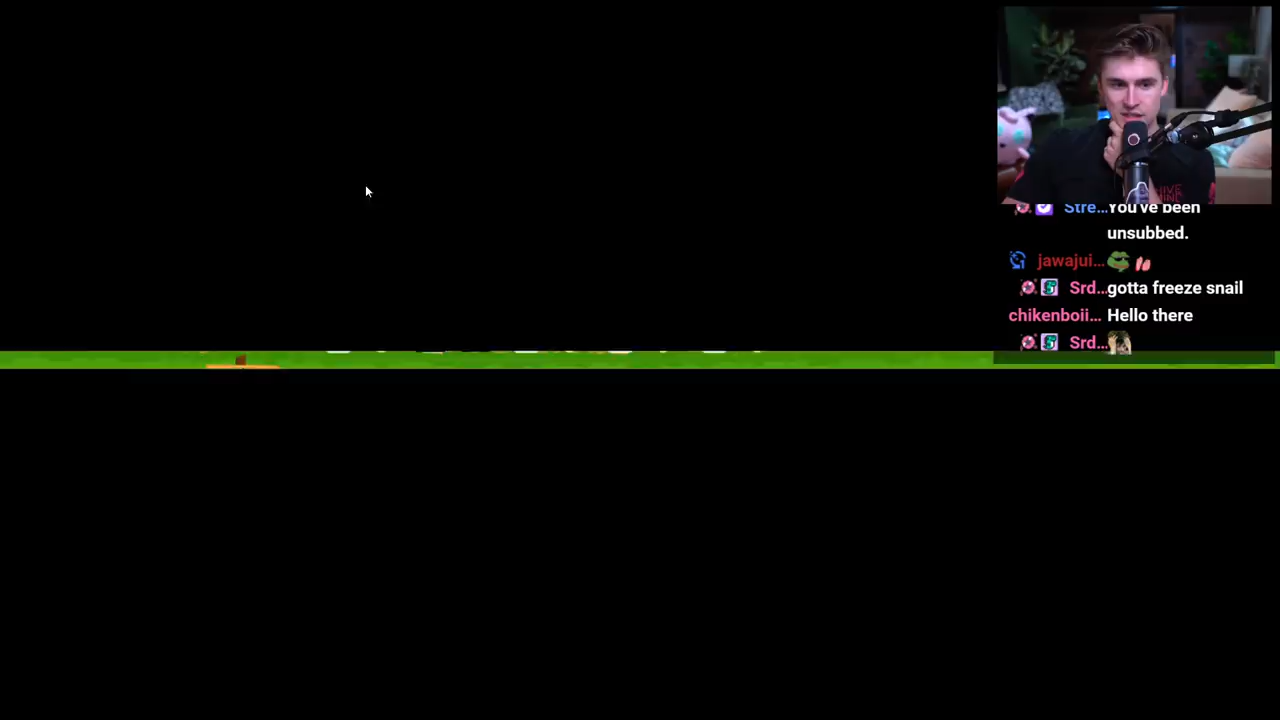 Stre… You've been
unsubbed.
jawajui…
Srd… gotta freeze snail
chikenboii… Hello there
Srd…